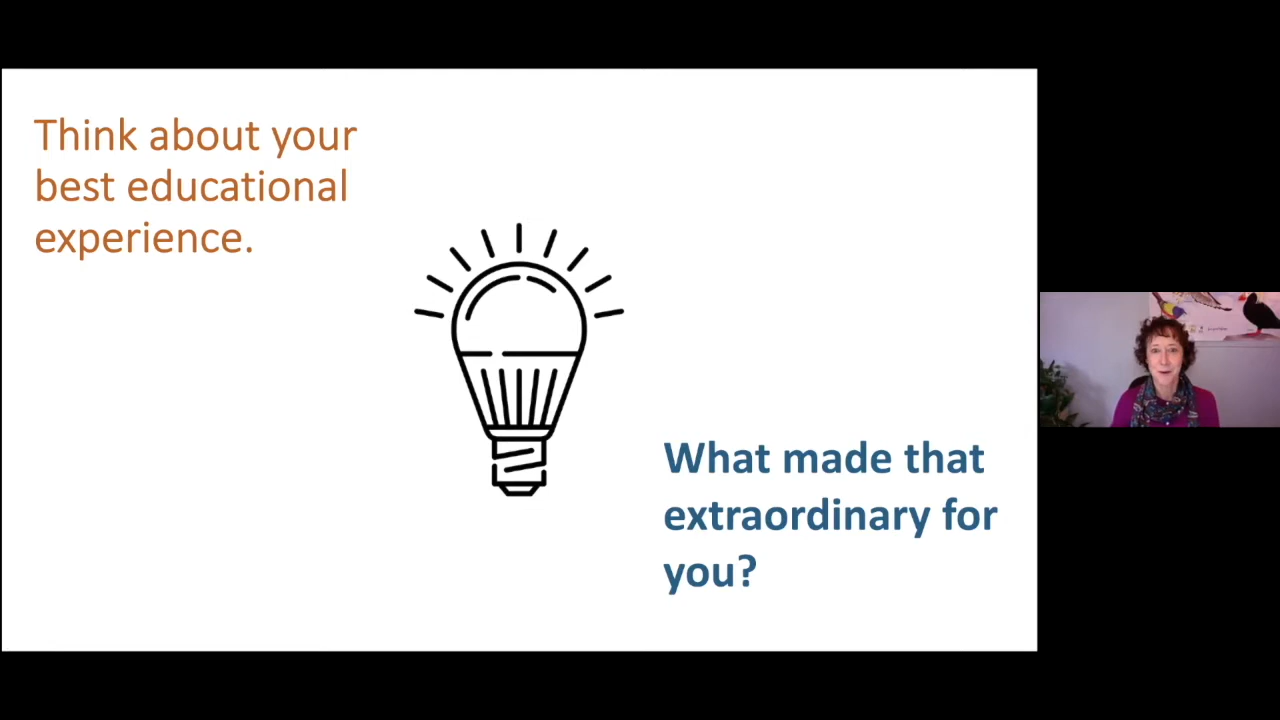 Think about your
best educational
experience.
What made that
extraordinary for
you?